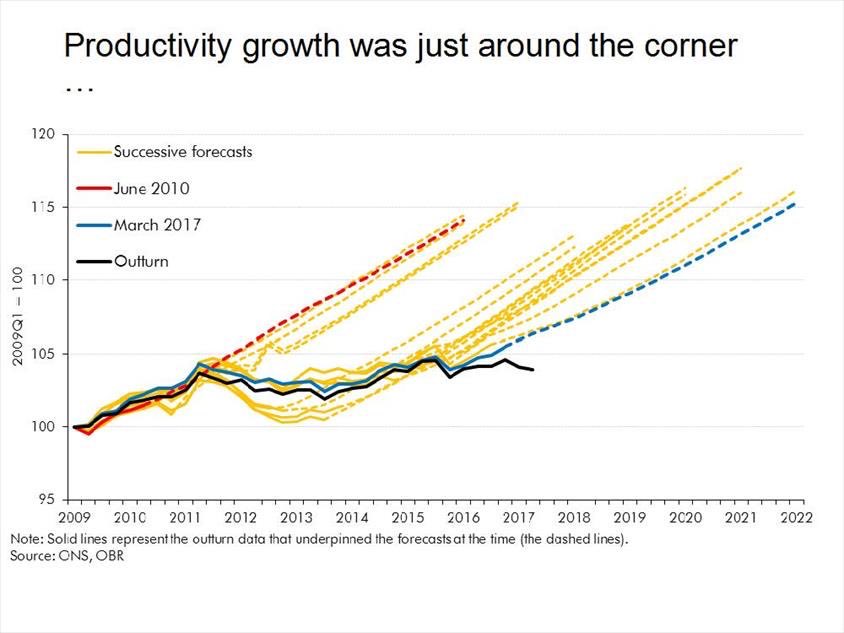 Productivity growth was just around the corner
...
120
115
110
105
100
95
2009Q1 = 100
Successive forecasts
June 2010
March 2017
Outturn
2009 2010 2011 2012 2013 2014 2015 2016 2017 2018 2019 2020 2021 2022
Note: Solid lines represent the outturn data that underpinned the forecasts at the time (the dashed lines).
Source: ONS, OBR